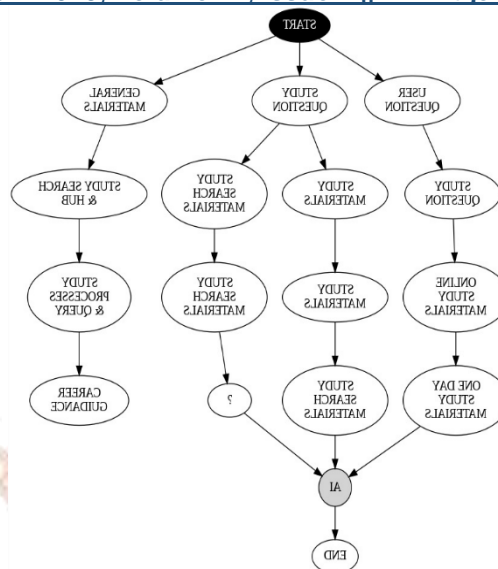 START
GENERAL
MATERIALS
STUDY
QUESTION
USER
QUESTION
STUDY SEARCH
& HUB
STUDY
SEARCH
MATERIALS
STUDY
MATERIALS
STUDY
QUESTION
STUDY
PROCESSES
& QUERY
STUDY
SEARCH
MATERIALS
STUDY
MATERIALS
ONLINE
STUDY
MATERIALS
CAREER
GUIDANCE
?
STUDY
SEARCH
MATERIALS
ONE DAY
STUDY
MATERIALS
AI
END